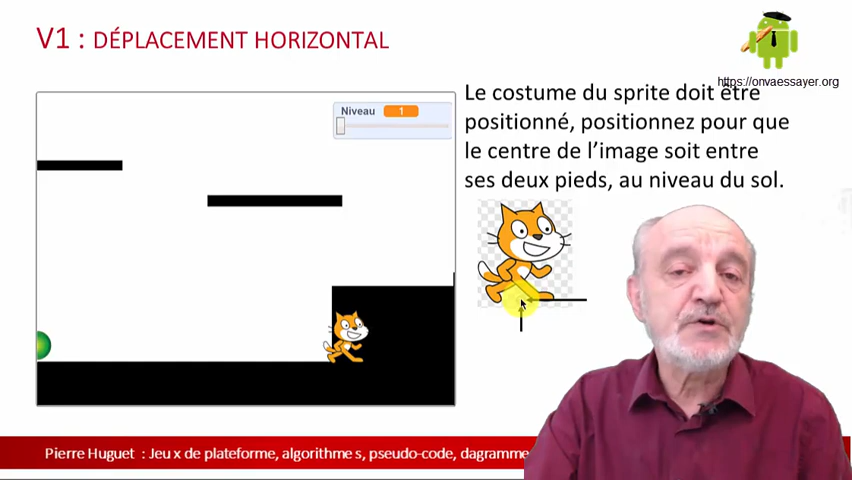 V1 : DÉPLACEMENT HORIZONTAL
https://onvaessayer.org
Niveau 1
Le costume du sprite doit être
positionné, positionnez pour que
le centre de l'image soit entre
ses deux pieds, au niveau du sol.
Pierre Huguet : Jeu x de plateforme, algorithme s, pseudo-code, dagramme